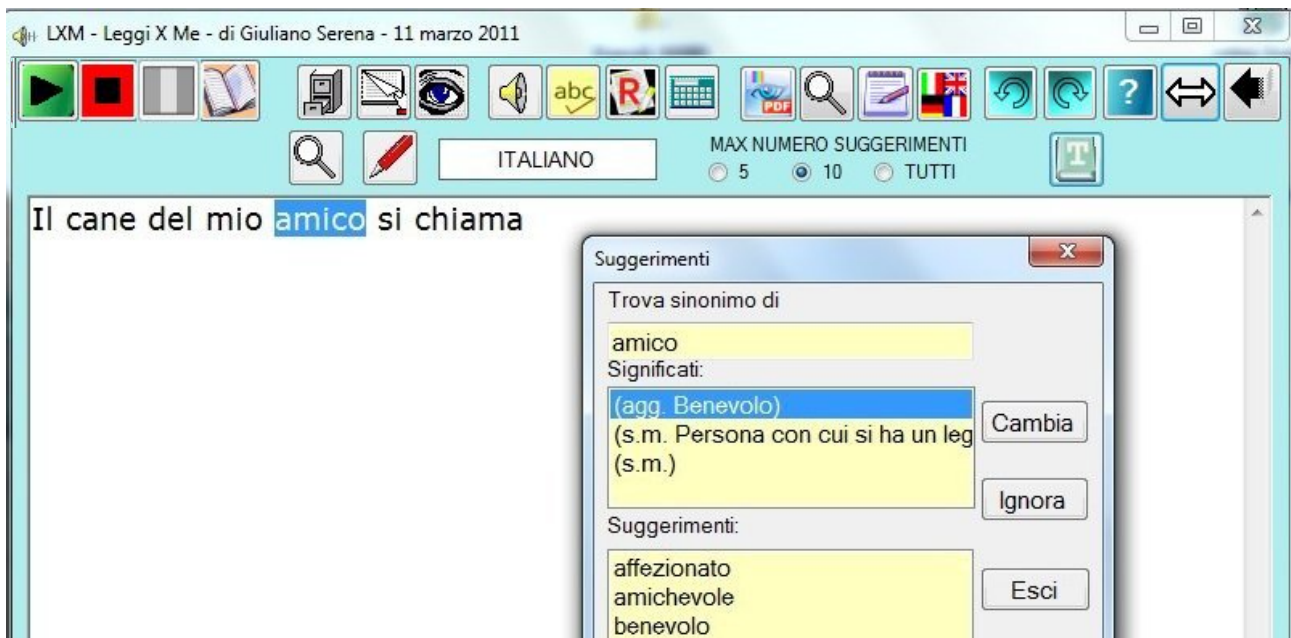 LXM - Leggi X Me - di Giuliano Serena - 11 marzo 2011
abc R PDF ?
ITALIANO
MAX NUMERO SUGGERIMENTI
5 10 TUTTI
T
Il cane del mio amico si chiama
Suggerimenti
Trova sinonimo di
amico
Significati:
(agg. Benevolo)
(s.m. Persona con cui si ha un leg
(s.m.)
Cambia
Ignora
Suggerimenti:
affezionato
amichevole
benevolo
Esci